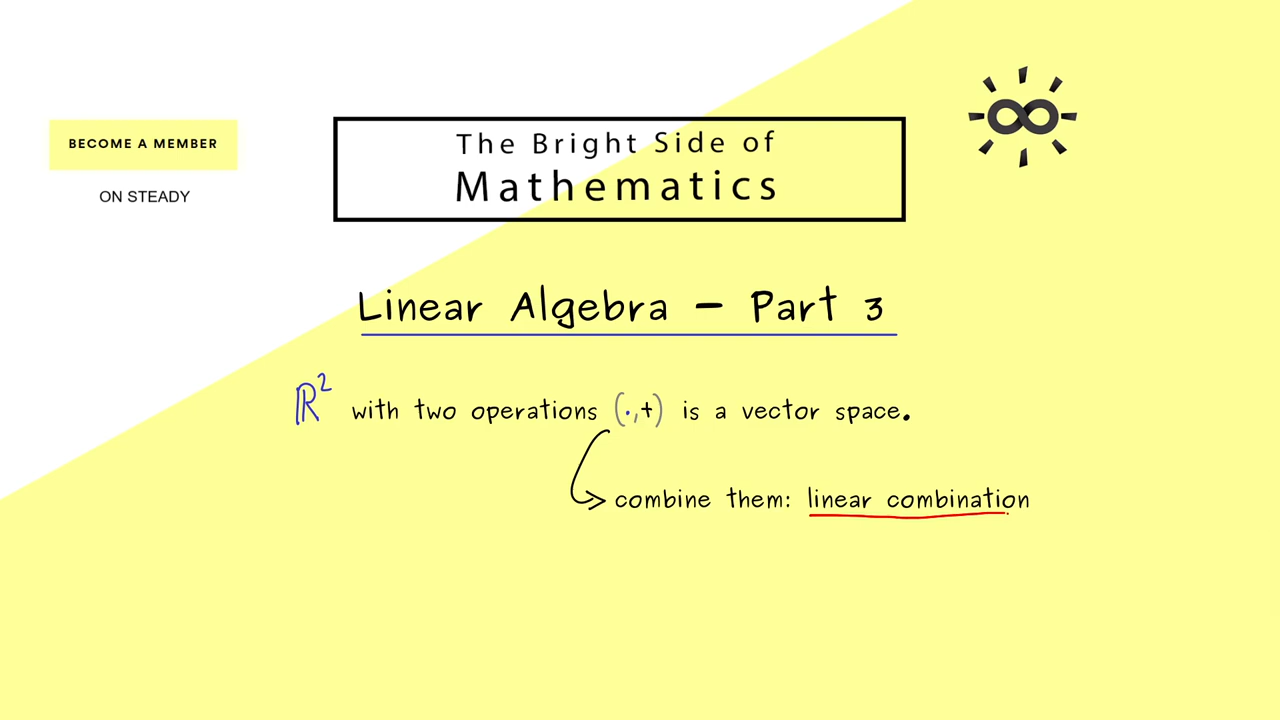 BECOME A MEMBER
ON STEADY
The Bright Side of
Mathematics
Linear Algebra – Part 3
ℝ² with two operations (·,+) is a vector space.
combine them: linear combination